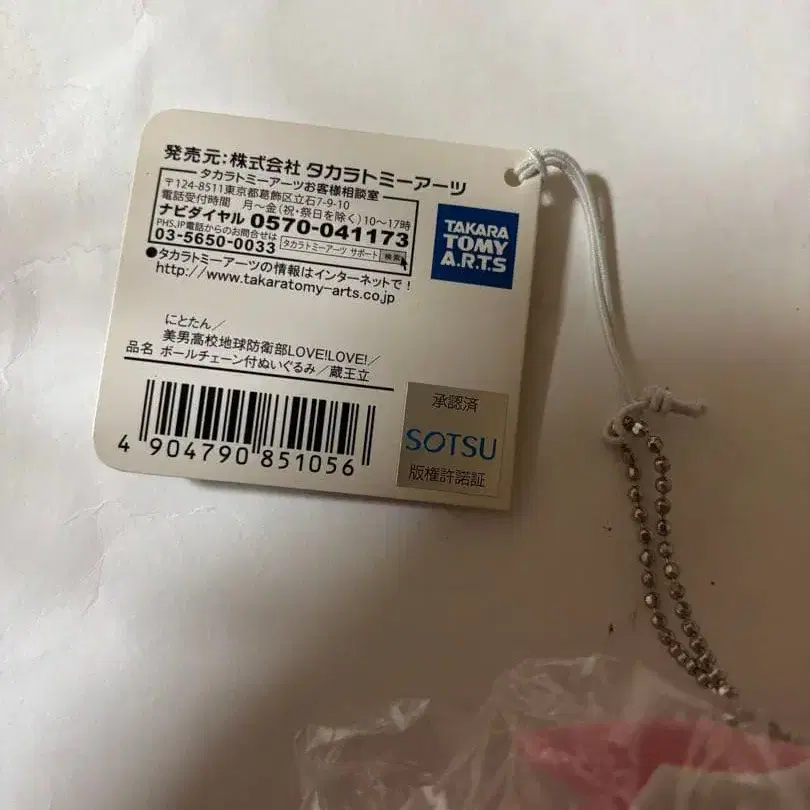 発売元:株式会社 タカラトミーアーツ
タカラトミーアーツお客様相談室
〒124-8511東京都葛飾区立石7-9-10
電話受付時間 月〜金(祝・祭日を除く)10〜17時
ナビダイヤル 0570-041173
PHS,IP電話からのお問合せは
03-5650-0033 タカラトミーアーツ サポート 検索
●タカラトミーアーツの情報はインターネットで!
http://www.takaratomy-arts.co.jp
TAKARA
TOMY
A.R.T.S
にとたん/
美男高校地球防衛部LOVE!LOVE!/
品名 ボールチェーン付ぬいぐるみ/蔵王立
4 904790 851056
承認済
SOTSU
版権許諾証